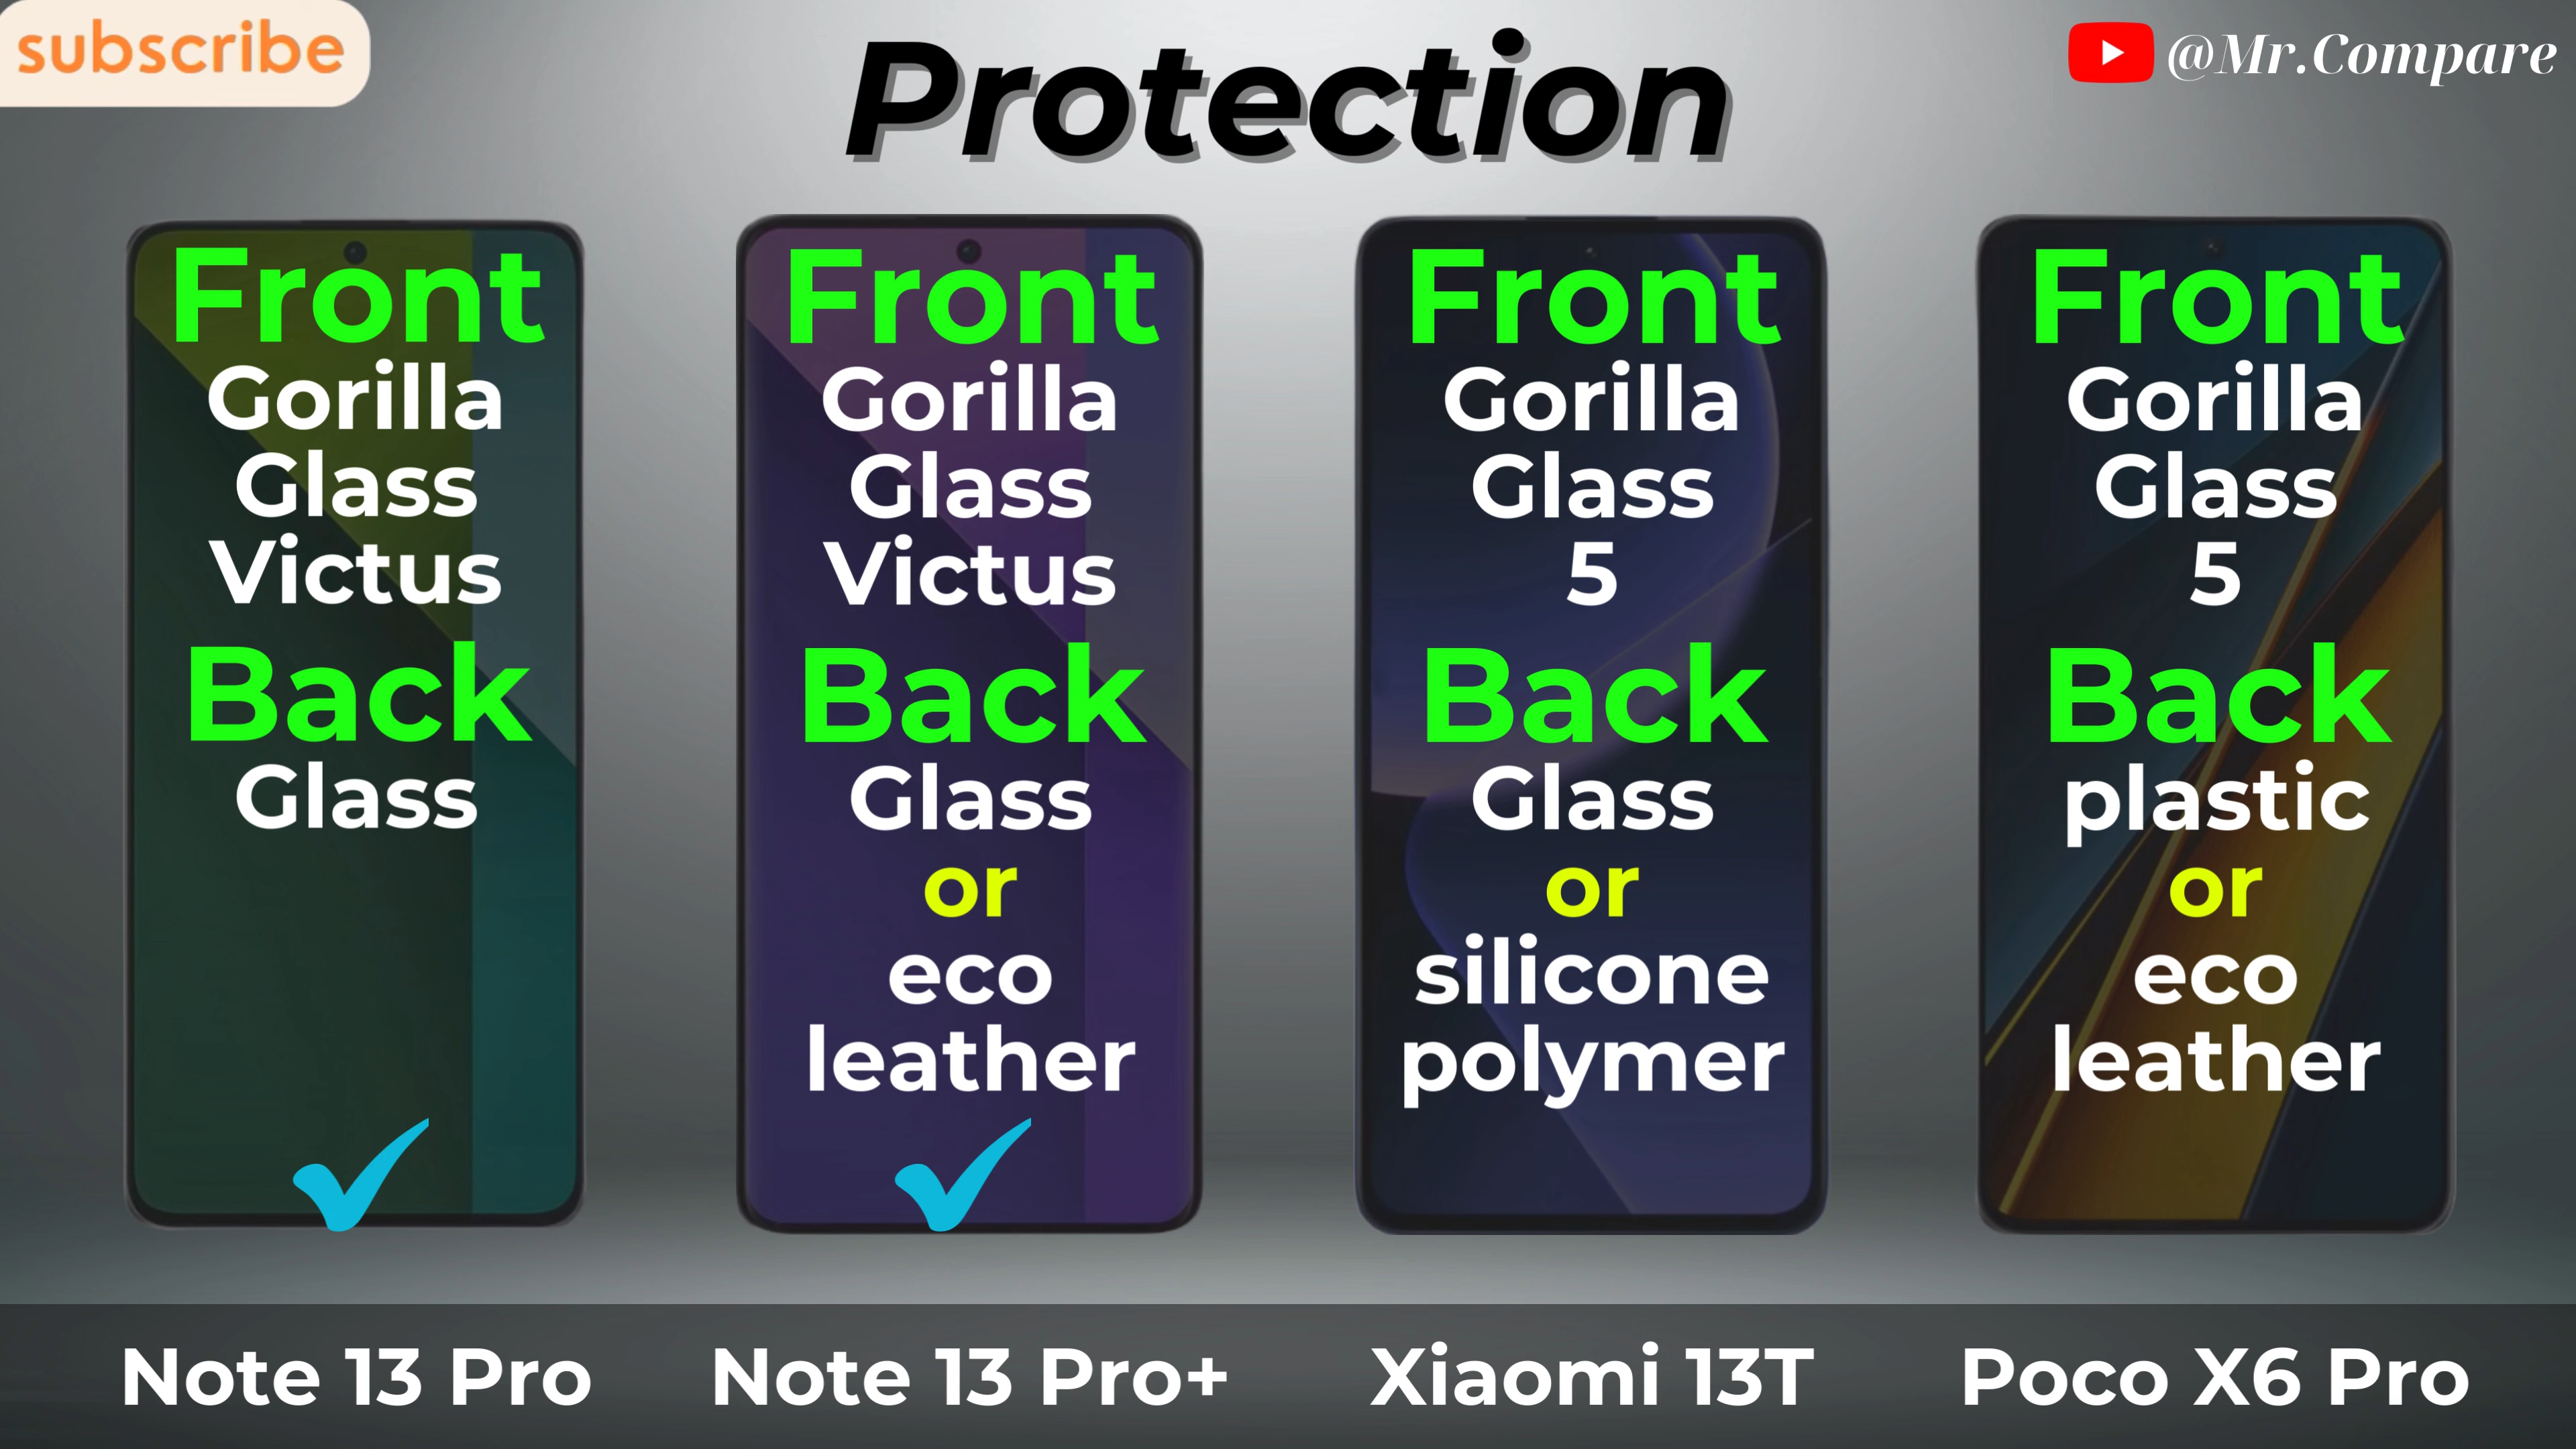 subscribe
Protection
@Mr.Compare
Front
Gorilla
Glass
Victus
Back
Glass
Front
Gorilla
Glass
Victus
Back
Glass
or
eco
leather
Front
Gorilla
Glass
5
Back
Glass
or
silicone
polymer
Front
Gorilla
Glass
5
Back
plastic
or
eco
leather
Note 13 Pro
Note 13 Pro+
Xiaomi 13T
Poco X6 Pro